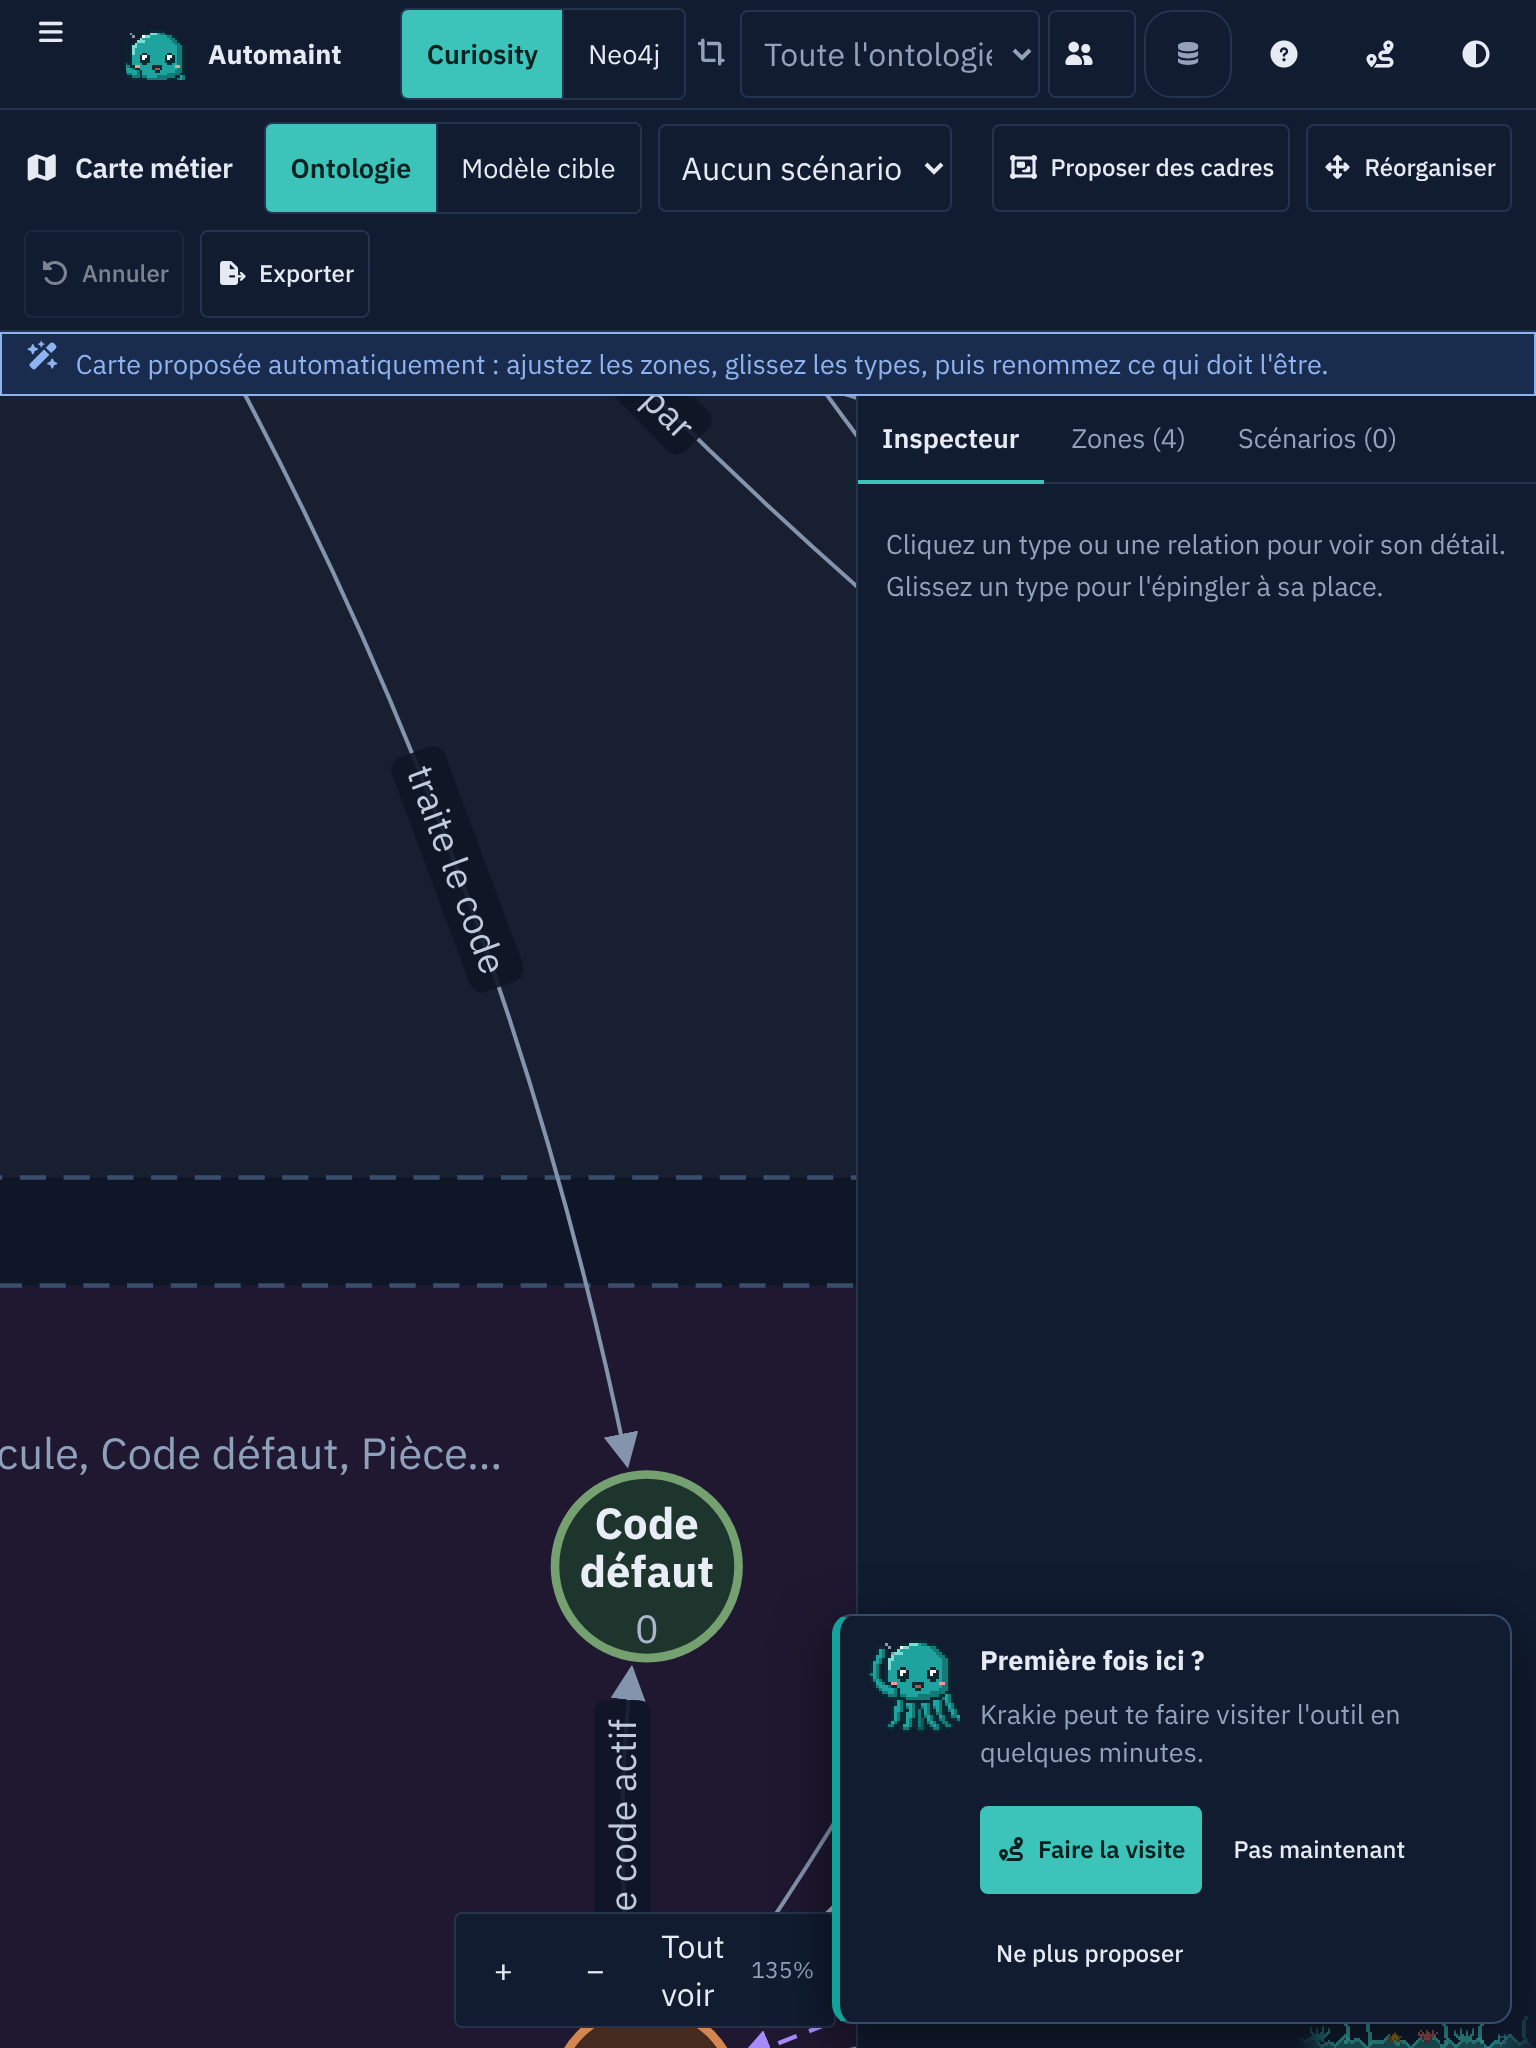 Automaint
Curiosity
Neo4j
Toute l'ontologie
Carte métier
Ontologie
Modèle cible
Aucun scénario
Proposer des cadres
Réorganiser
Annuler
Exporter
Carte proposée automatiquement : ajustez les zones, glissez les types, puis renommez ce qui doit l'être.
par
Inspecteur
Zones (4)
Scénarios (0)
Cliquez un type ou une relation pour voir son détail.
Glissez un type pour l'épingler à sa place.
traite le code
cule, Code défaut, Pièce...
Code
défaut
0
e code actif
Première fois ici ?
Krakie peut te faire visiter l'outil en
quelques minutes.
Faire la visite
Pas maintenant
Ne plus proposer
+
−
Tout
voir
135%